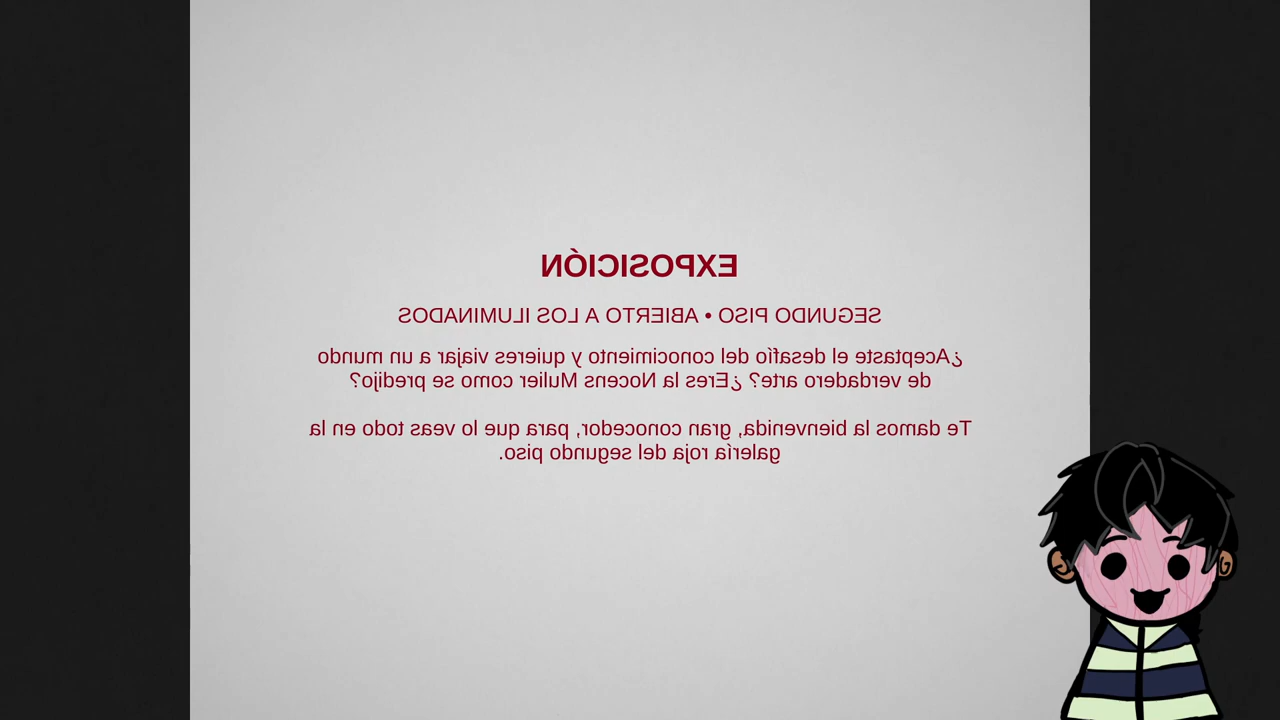 EXPOSICIÓN
SEGUNDO PISO • ABIERTO A LOS ILUMINADOS
¿Aceptaste el desafío del conocimiento y quieres viajar a un mundo
de verdadero arte? ¿Eres la Nocens Mulier como se predijo?
Te damos la bienvenida, gran conocedor, para que lo veas todo en la
galería roja del segundo piso.